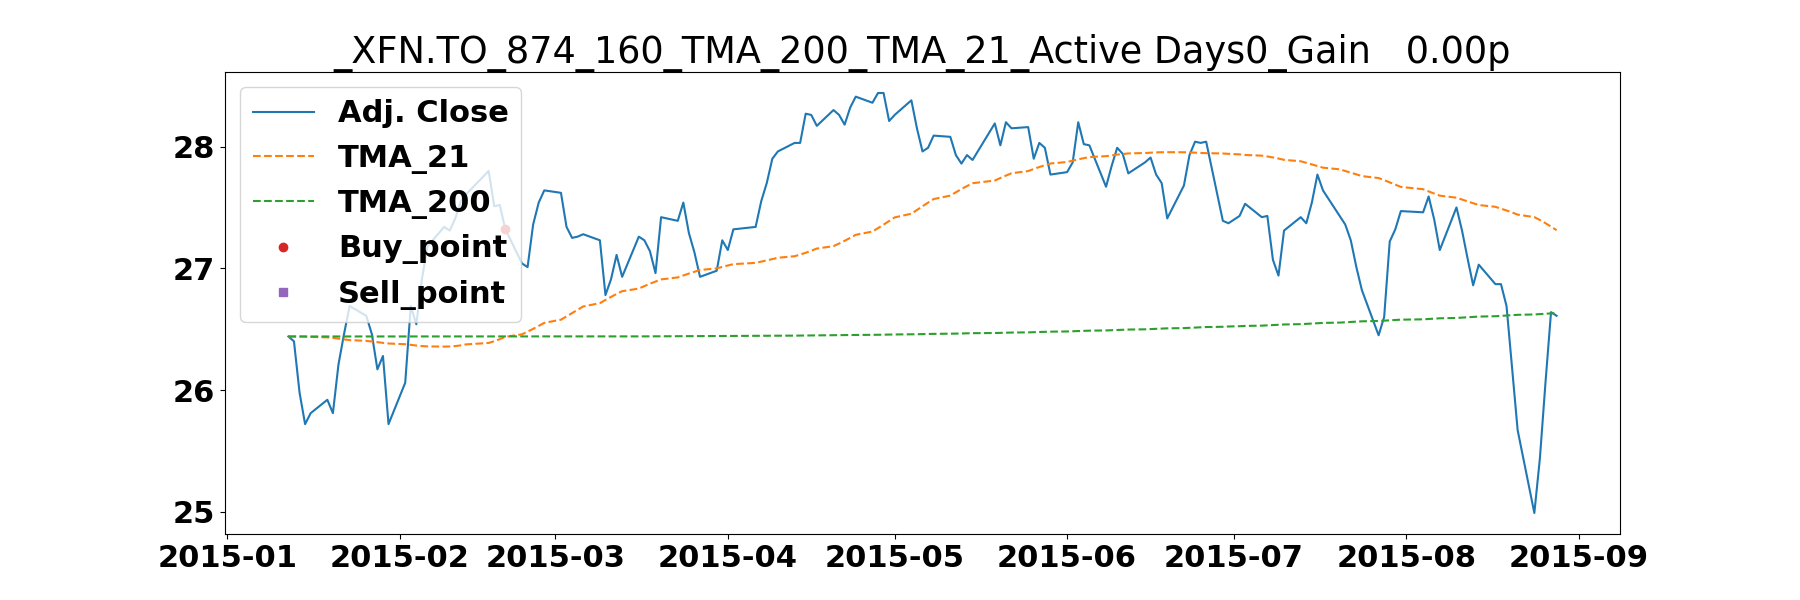 _XFN.TO_874_160_TMA_200_TMA_21_Active Days0_Gain   0.00p
Adj. Close
TMA_21
TMA_200
Buy_point
Sell_point
28
27
26
25
2015-01 2015-02 2015-03 2015-04 2015-05 2015-06 2015-07 2015-08 2015-09